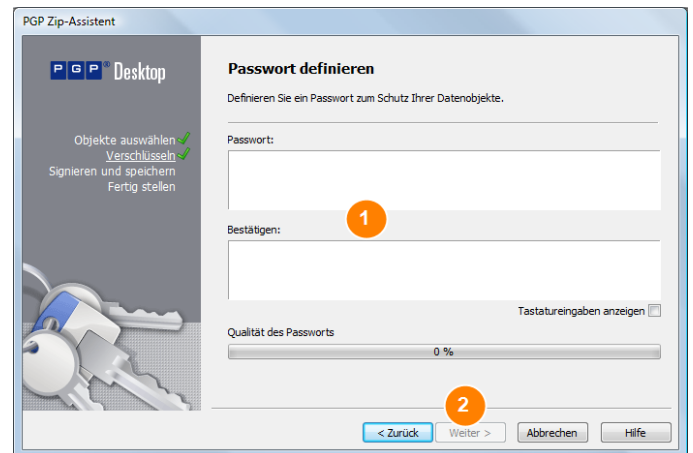 PGP Zip-Assistent
PGP® Desktop
Objekte auswählen
Verschlüsseln
Signieren und speichern
Fertig stellen
Passwort definieren
Definieren Sie ein Passwort zum Schutz Ihrer Datenobjekte.
Passwort:
1
Bestätigen:
Tastatureingaben anzeigen
Qualität des Passworts
0 %
2
< Zurück Weiter > Abbrechen Hilfe